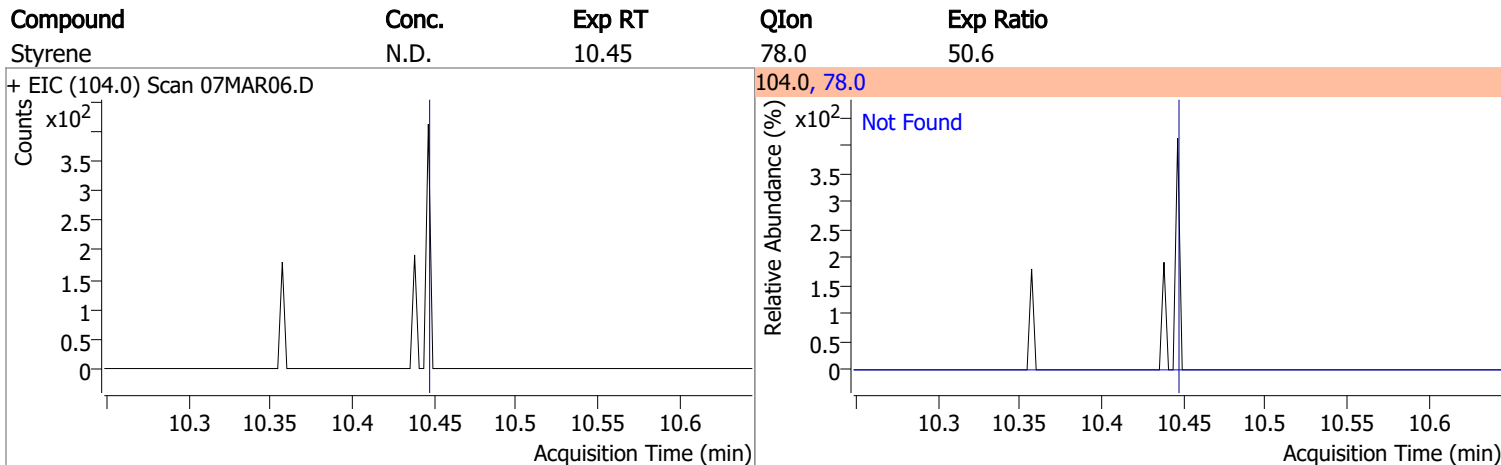 Compound Conc. Exp RT QIon Exp Ratio
Styrene N.D. 10.45 78.0 50.6
+ EIC (104.0) Scan 07MAR06.D
Counts
x10²
3.5
3
2.5
2
1.5
1
0.5
0
10.3 10.35 10.4 10.45 10.5 10.55 10.6
Acquisition Time (min)
104.0, 78.0
Relative Abundance (%)
x10²
Not Found
3.5
3
2.5
2
1.5
1
0.5
0
10.3 10.35 10.4 10.45 10.5 10.55 10.6
Acquisition Time (min)